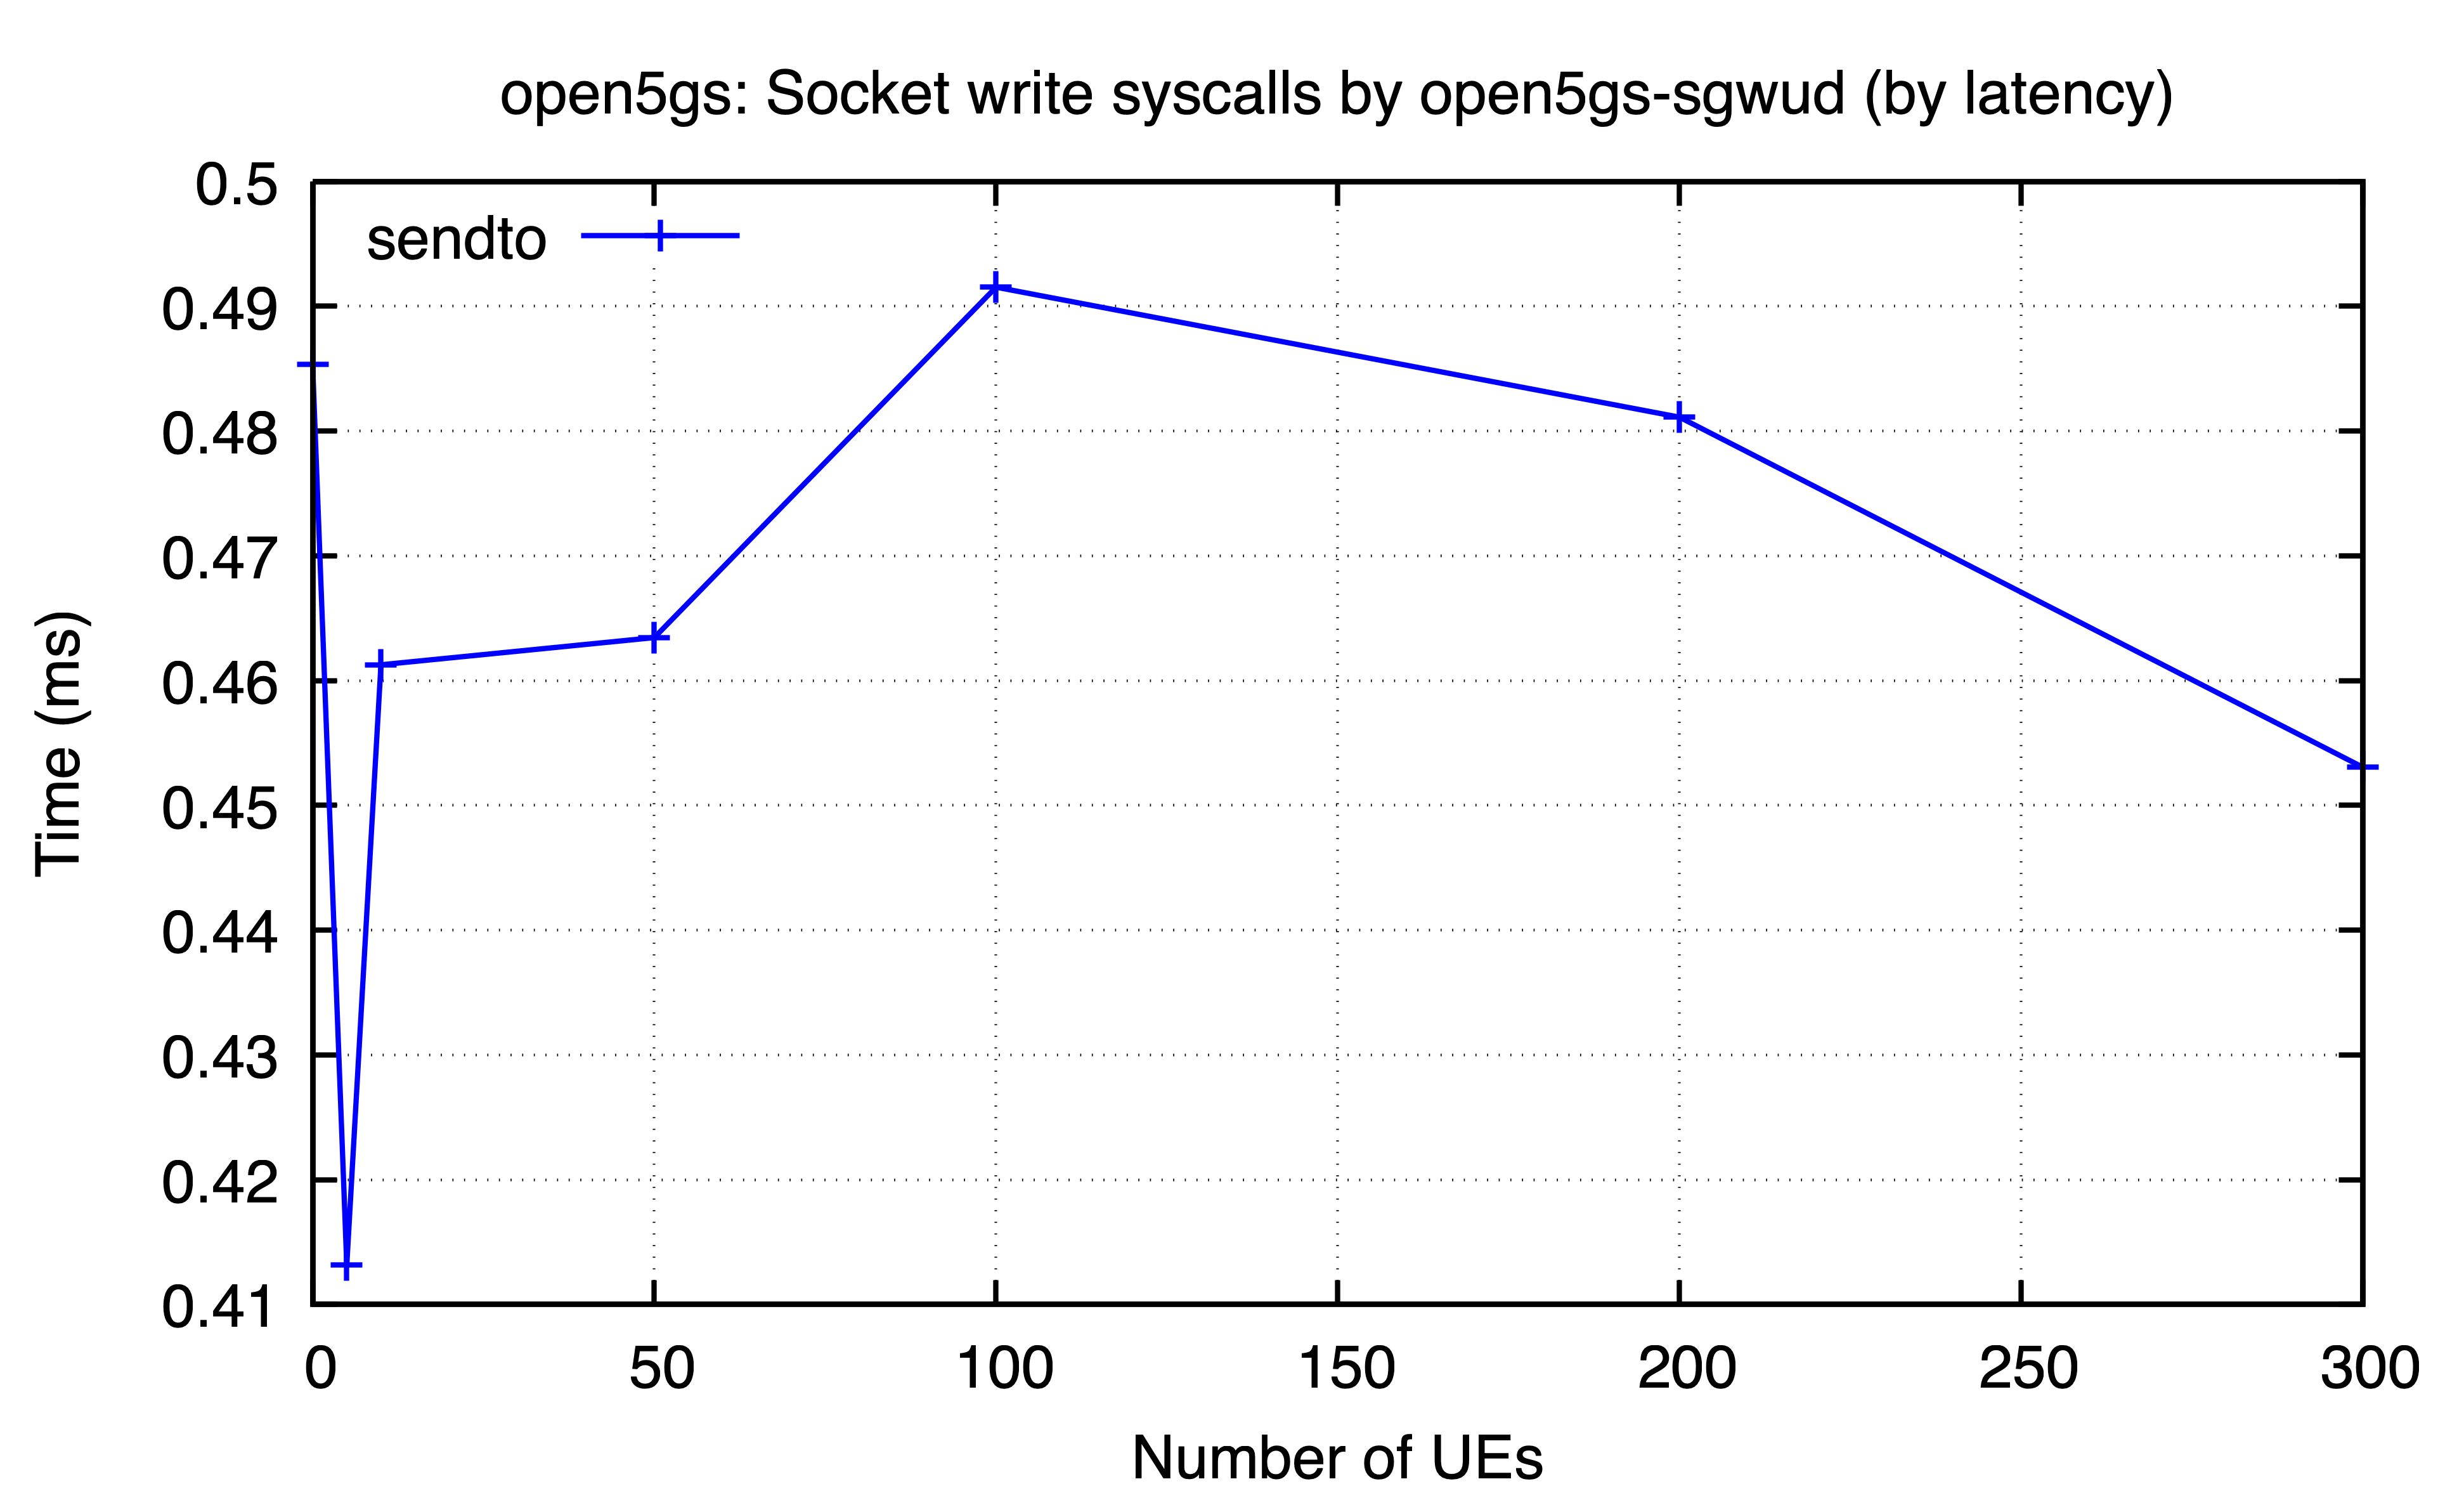 open5gs: Socket write syscalls by open5gs-sgwud (by latency)
0.5
sendto
0.49
0.48
0.47
0.46
0.45
0.44
0.43
0.42
0.41
Time (ms)
0 50 100 150 200 250 300
Number of UEs